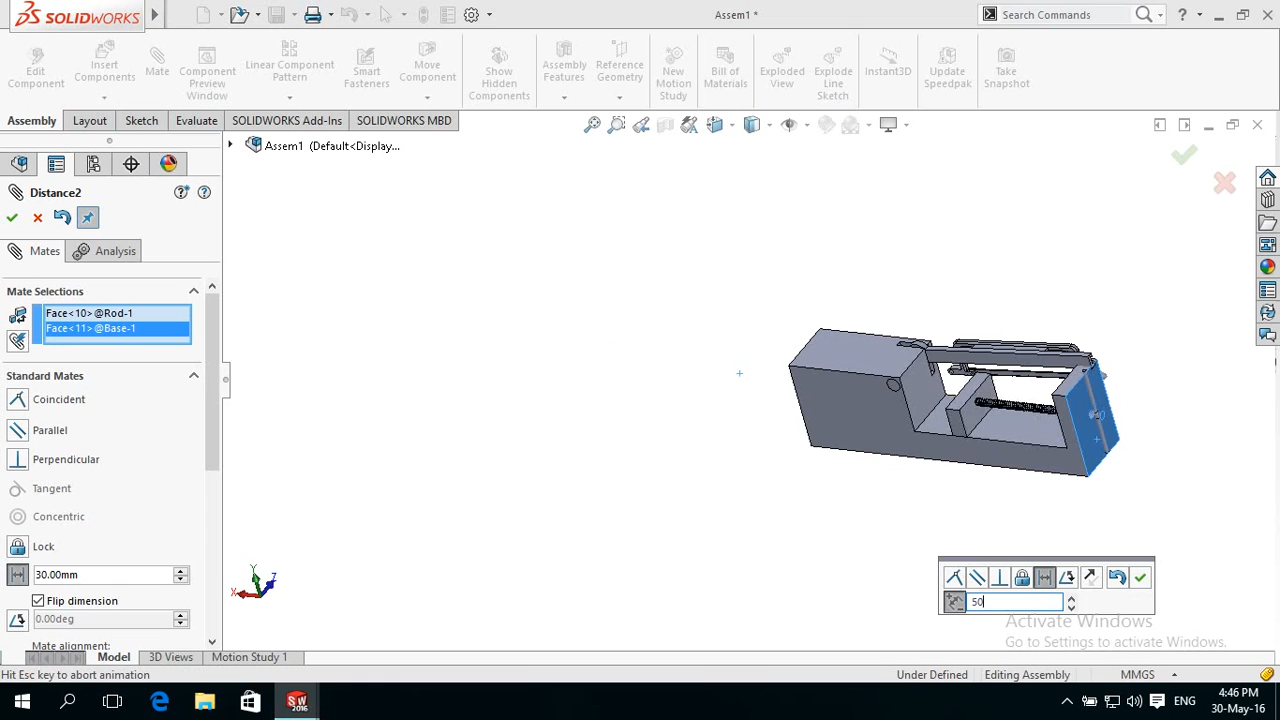 SOLIDWORKS
Assem1 *
Search Commands
Edit Component
Insert Components
Mate
Component Preview Window
Linear Component Pattern
Smart Fasteners
Move Component
Show Hidden Components
Assembly Features
Reference Geometry
New Motion Study
Bill of Materials
Exploded View
Explode Line Sketch
Instant3D
Update Speedpak
Take Snapshot
Assembly
Layout
Sketch
Evaluate
SOLIDWORKS Add-Ins
SOLIDWORKS MBD
Assem1 (Default<Display...
Distance2
Mates
Analysis
Mate Selections
Face<10>@Rod-1
Face<11>@Base-1
Standard Mates
Coincident
Parallel
Perpendicular
Tangent
Concentric
Lock
30.00mm
Flip dimension
0.00deg
Mate alignment:
50
Y
X
Z
Activate Windows
Go to Settings to activate Windows.
Model
3D Views
Motion Study 1
Hit Esc key to abort animation
Under Defined
Editing Assembly
MMGS
SW
2016
ENG
4:46 PM
30-May-16